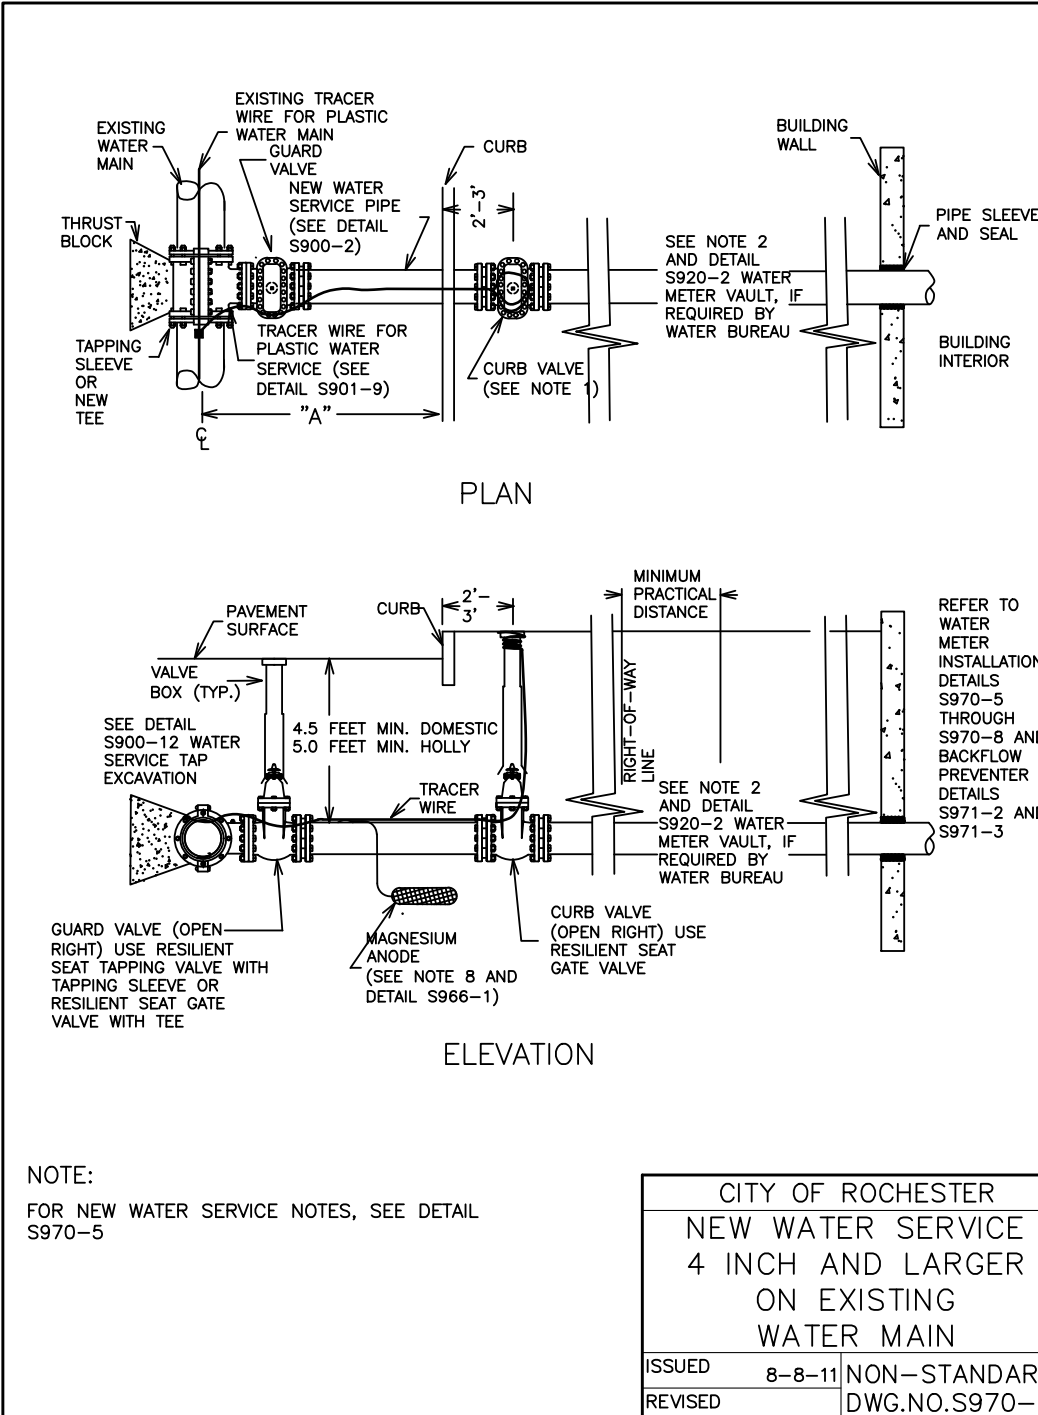 EXISTING TRACER
WIRE FOR PLASTIC
WATER MAIN
EXISTING
WATER
MAIN
GUARD
VALVE
NEW WATER
SERVICE PIPE
(SEE DETAIL
S900-2)
CURB
2'-3'
BUILDING
WALL
THRUST
BLOCK
SEE NOTE 2
AND DETAIL
S920-2 WATER
METER VAULT, IF
REQUIRED BY
WATER BUREAU
PIPE SLEEVE
AND SEAL
TAPPING
SLEEVE
OR
NEW
TEE
TRACER WIRE FOR
PLASTIC WATER
SERVICE (SEE
DETAIL S901-9)
CURB VALVE
(SEE NOTE 1)
BUILDING
INTERIOR
"A"
CL
PLAN
PAVEMENT
SURFACE
CURB
2'-
3'
MINIMUM
PRACTICAL
DISTANCE
VALVE
BOX (TYP.)
SEE DETAIL
S900-12 WATER
SERVICE TAP
EXCAVATION
4.5 FEET MIN. DOMESTIC
5.0 FEET MIN. HOLLY
TRACER
WIRE
RIGHT-OF-WAY
LINE
SEE NOTE 2
AND DETAIL
S920-2 WATER
METER VAULT, IF
REQUIRED BY
WATER BUREAU
REFER TO
WATER
METER
INSTALLATION
DETAILS
S970-5
THROUGH
S970-8 AND
BACKFLOW
PREVENTER
DETAILS
S971-2 AND
S971-3
GUARD VALVE (OPEN
RIGHT) USE RESILIENT
SEAT TAPPING VALVE WITH
TAPPING SLEEVE OR
RESILIENT SEAT GATE
VALVE WITH TEE
MAGNESIUM
ANODE
(SEE NOTE 8 AND
DETAIL S966-1)
CURB VALVE
(OPEN RIGHT) USE
RESILIENT SEAT
GATE VALVE
ELEVATION
NOTE:
FOR NEW WATER SERVICE NOTES, SEE DETAIL
S970-5
CITY OF ROCHESTER
NEW WATER SERVICE
4 INCH AND LARGER
ON EXISTING
WATER MAIN
ISSUED 8-8-11
REVISED
NON-STANDAR
DWG.NO.S970-